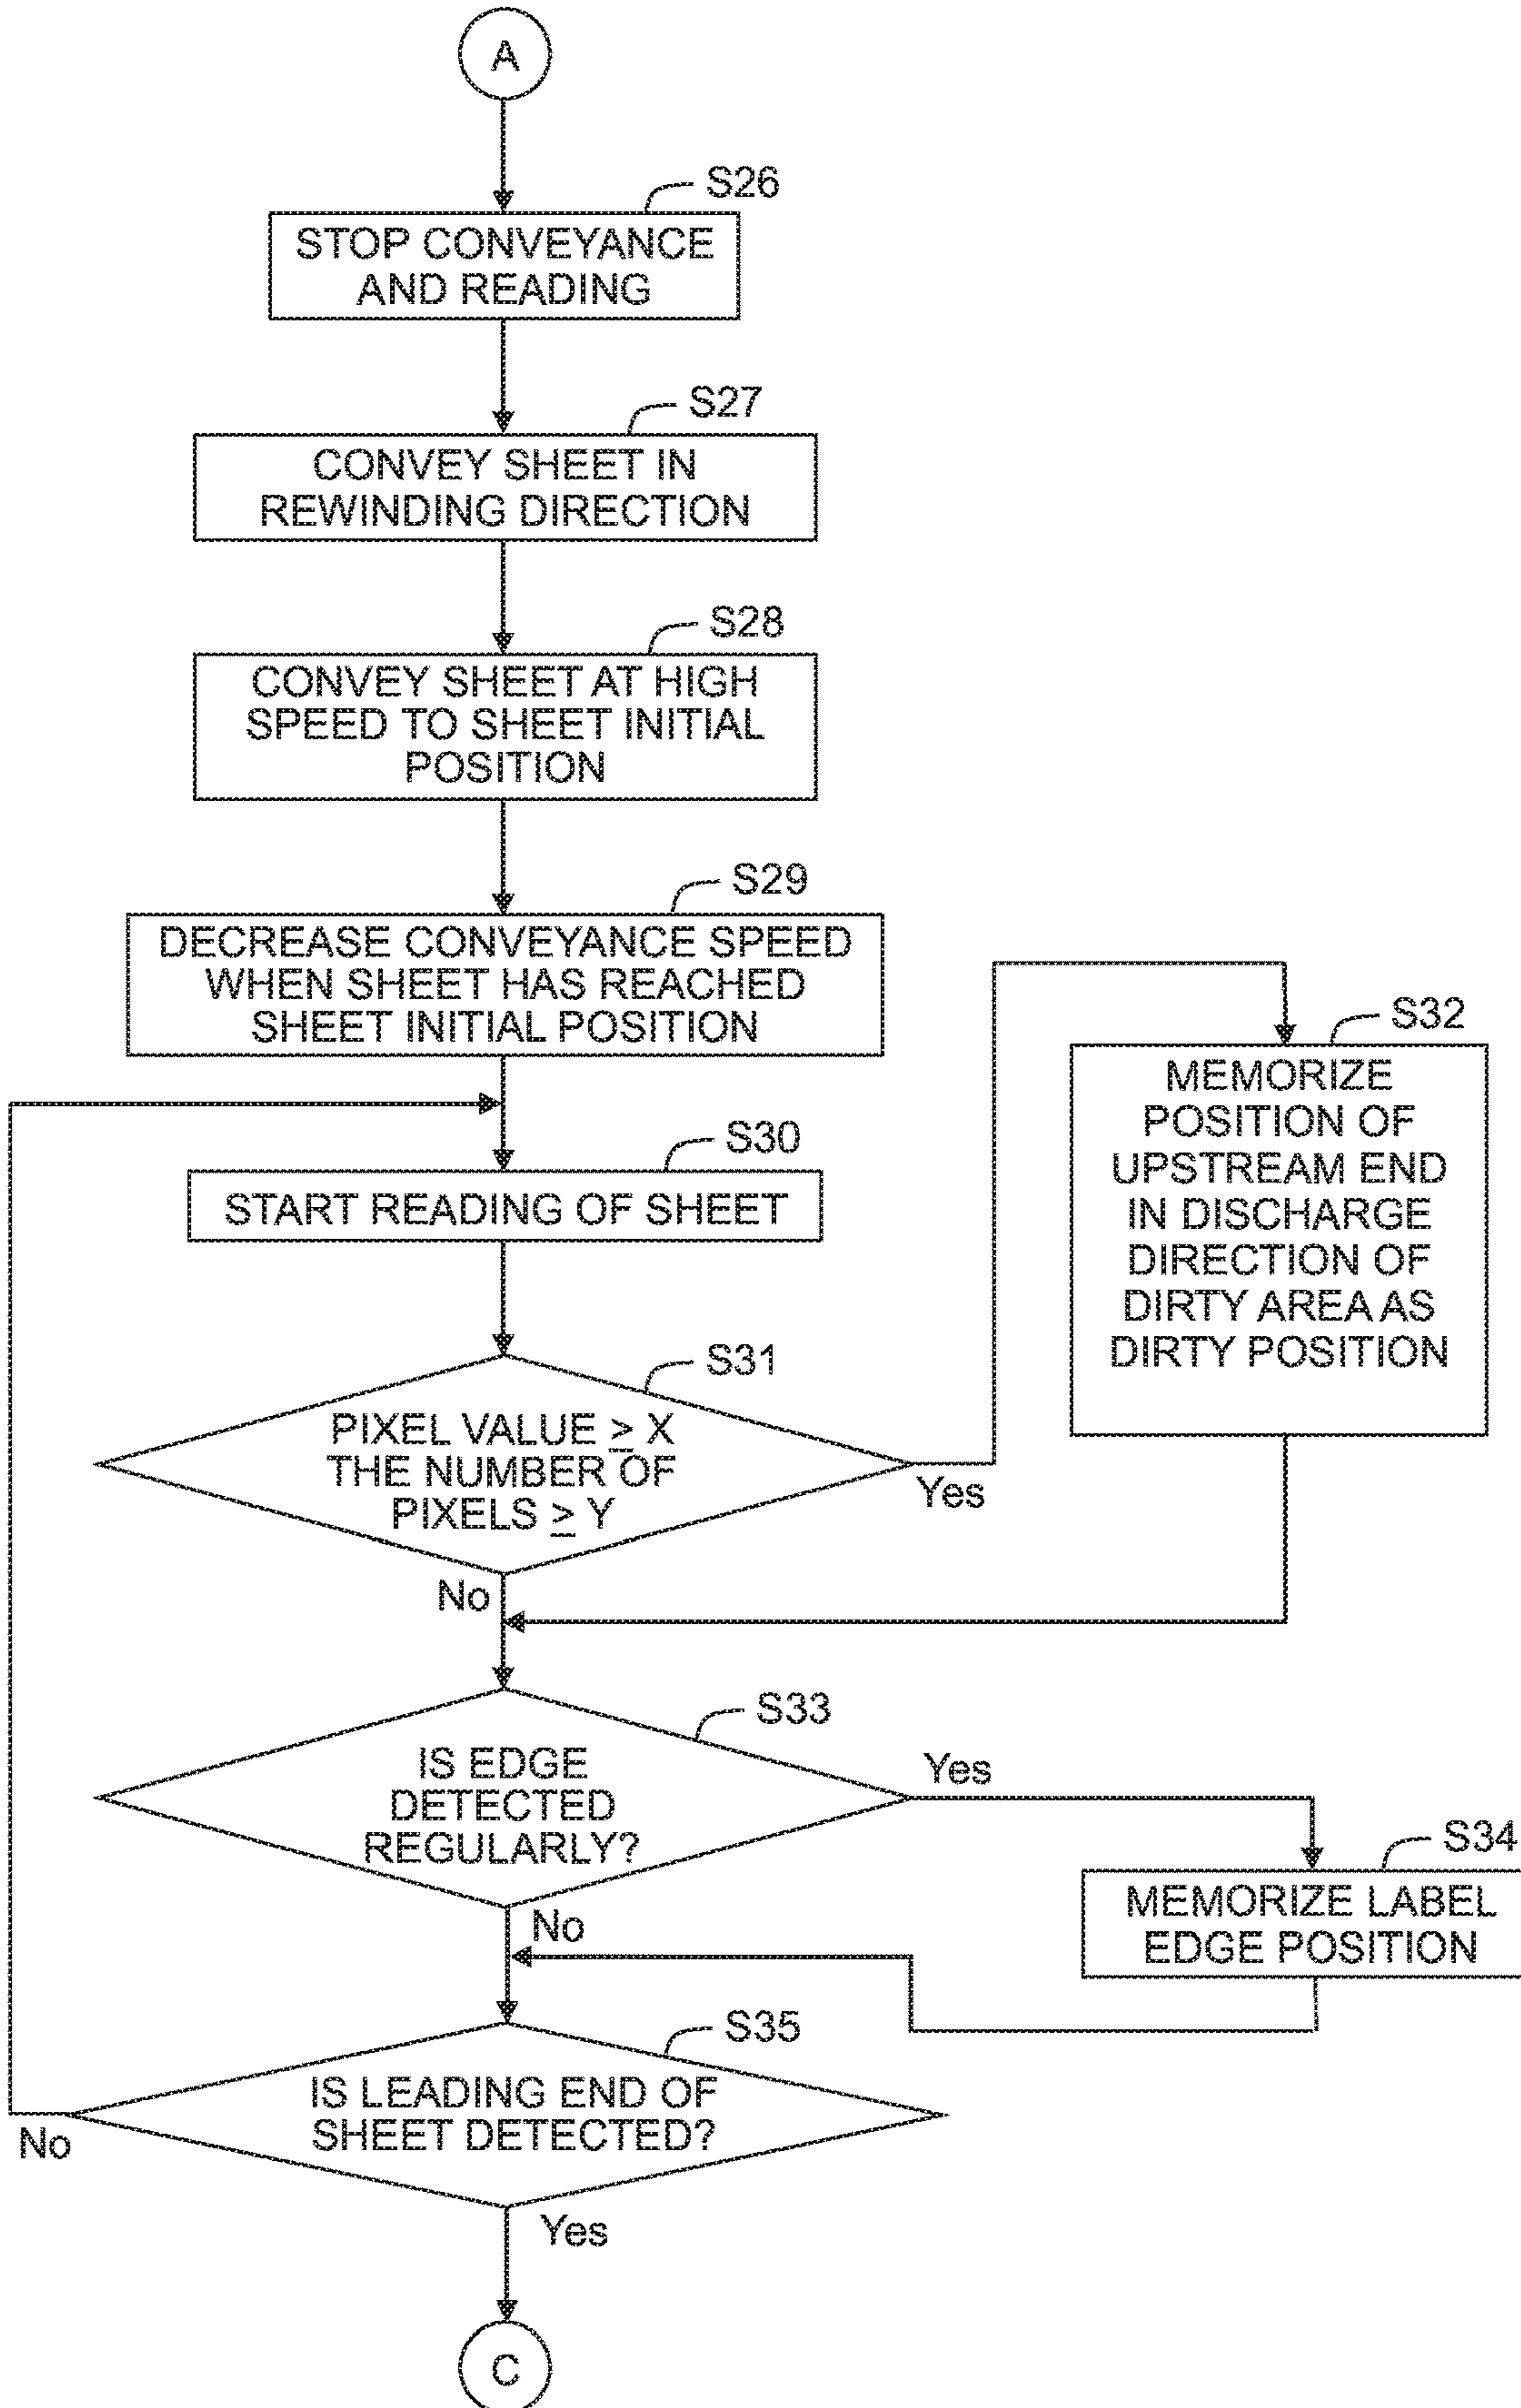 A
S26
STOP CONVEYANCE
AND READING
S27
CONVEY SHEET IN
REWINDING DIRECTION
S28
CONVEY SHEET AT HIGH
SPEED TO SHEET INITIAL
POSITION
S29
DECREASE CONVEYANCE SPEED
WHEN SHEET HAS REACHED
SHEET INITIAL POSITION
S30
START READING OF SHEET
S31
PIXEL VALUE ≥ X
THE NUMBER OF
PIXELS ≥ Y
Yes
No
S32
MEMORIZE
POSITION OF
UPSTREAM END
IN DISCHARGE
DIRECTION OF
DIRTY AREA AS
DIRTY POSITION
S33
IS EDGE
DETECTED
REGULARLY?
Yes
No
S34
MEMORIZE LABEL
EDGE POSITION
S35
IS LEADING END OF
SHEET DETECTED?
No
Yes
C